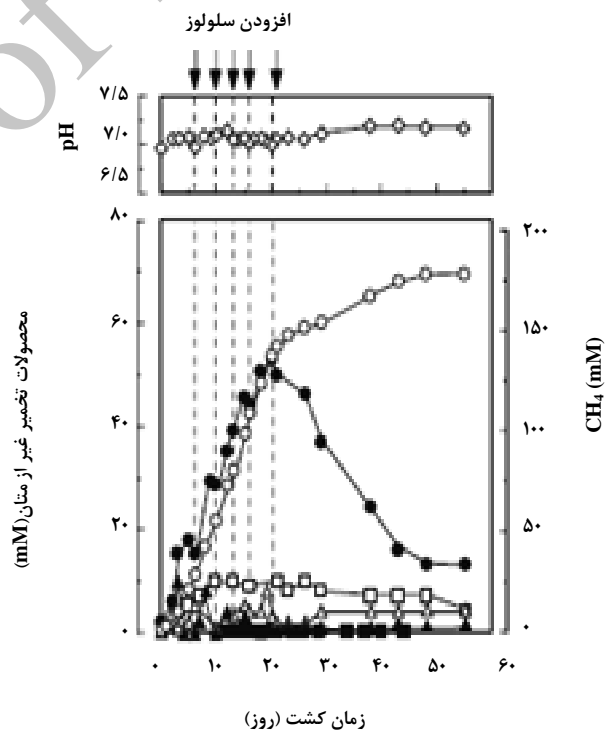 of
افزودن سلولوز
pH
۷/۵
۷/۰
۶/۵
محصولات تخمیر غیر از متان(mM)
۸۰
۶۰
۴۰
۲۰
۰
CH₄ (mM)
۲۰۰
۱۵۰
۱۰۰
۵۰
۰
۰ ۱۰ ۲۰ ۳۰ ۴۰ ۵۰ ۶۰
زمان کشت (روز)